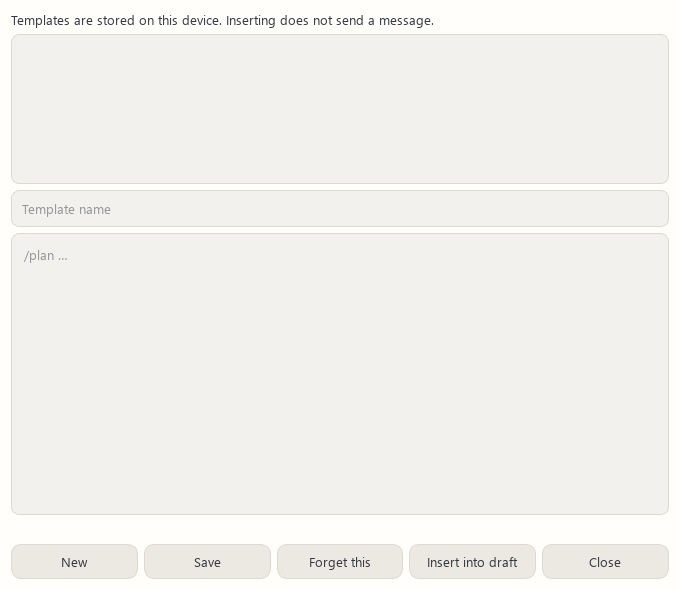 Templates are stored on this device. Inserting does not send a message.
Template name
/plan ...
New
Save
Forget this
Insert into draft
Close